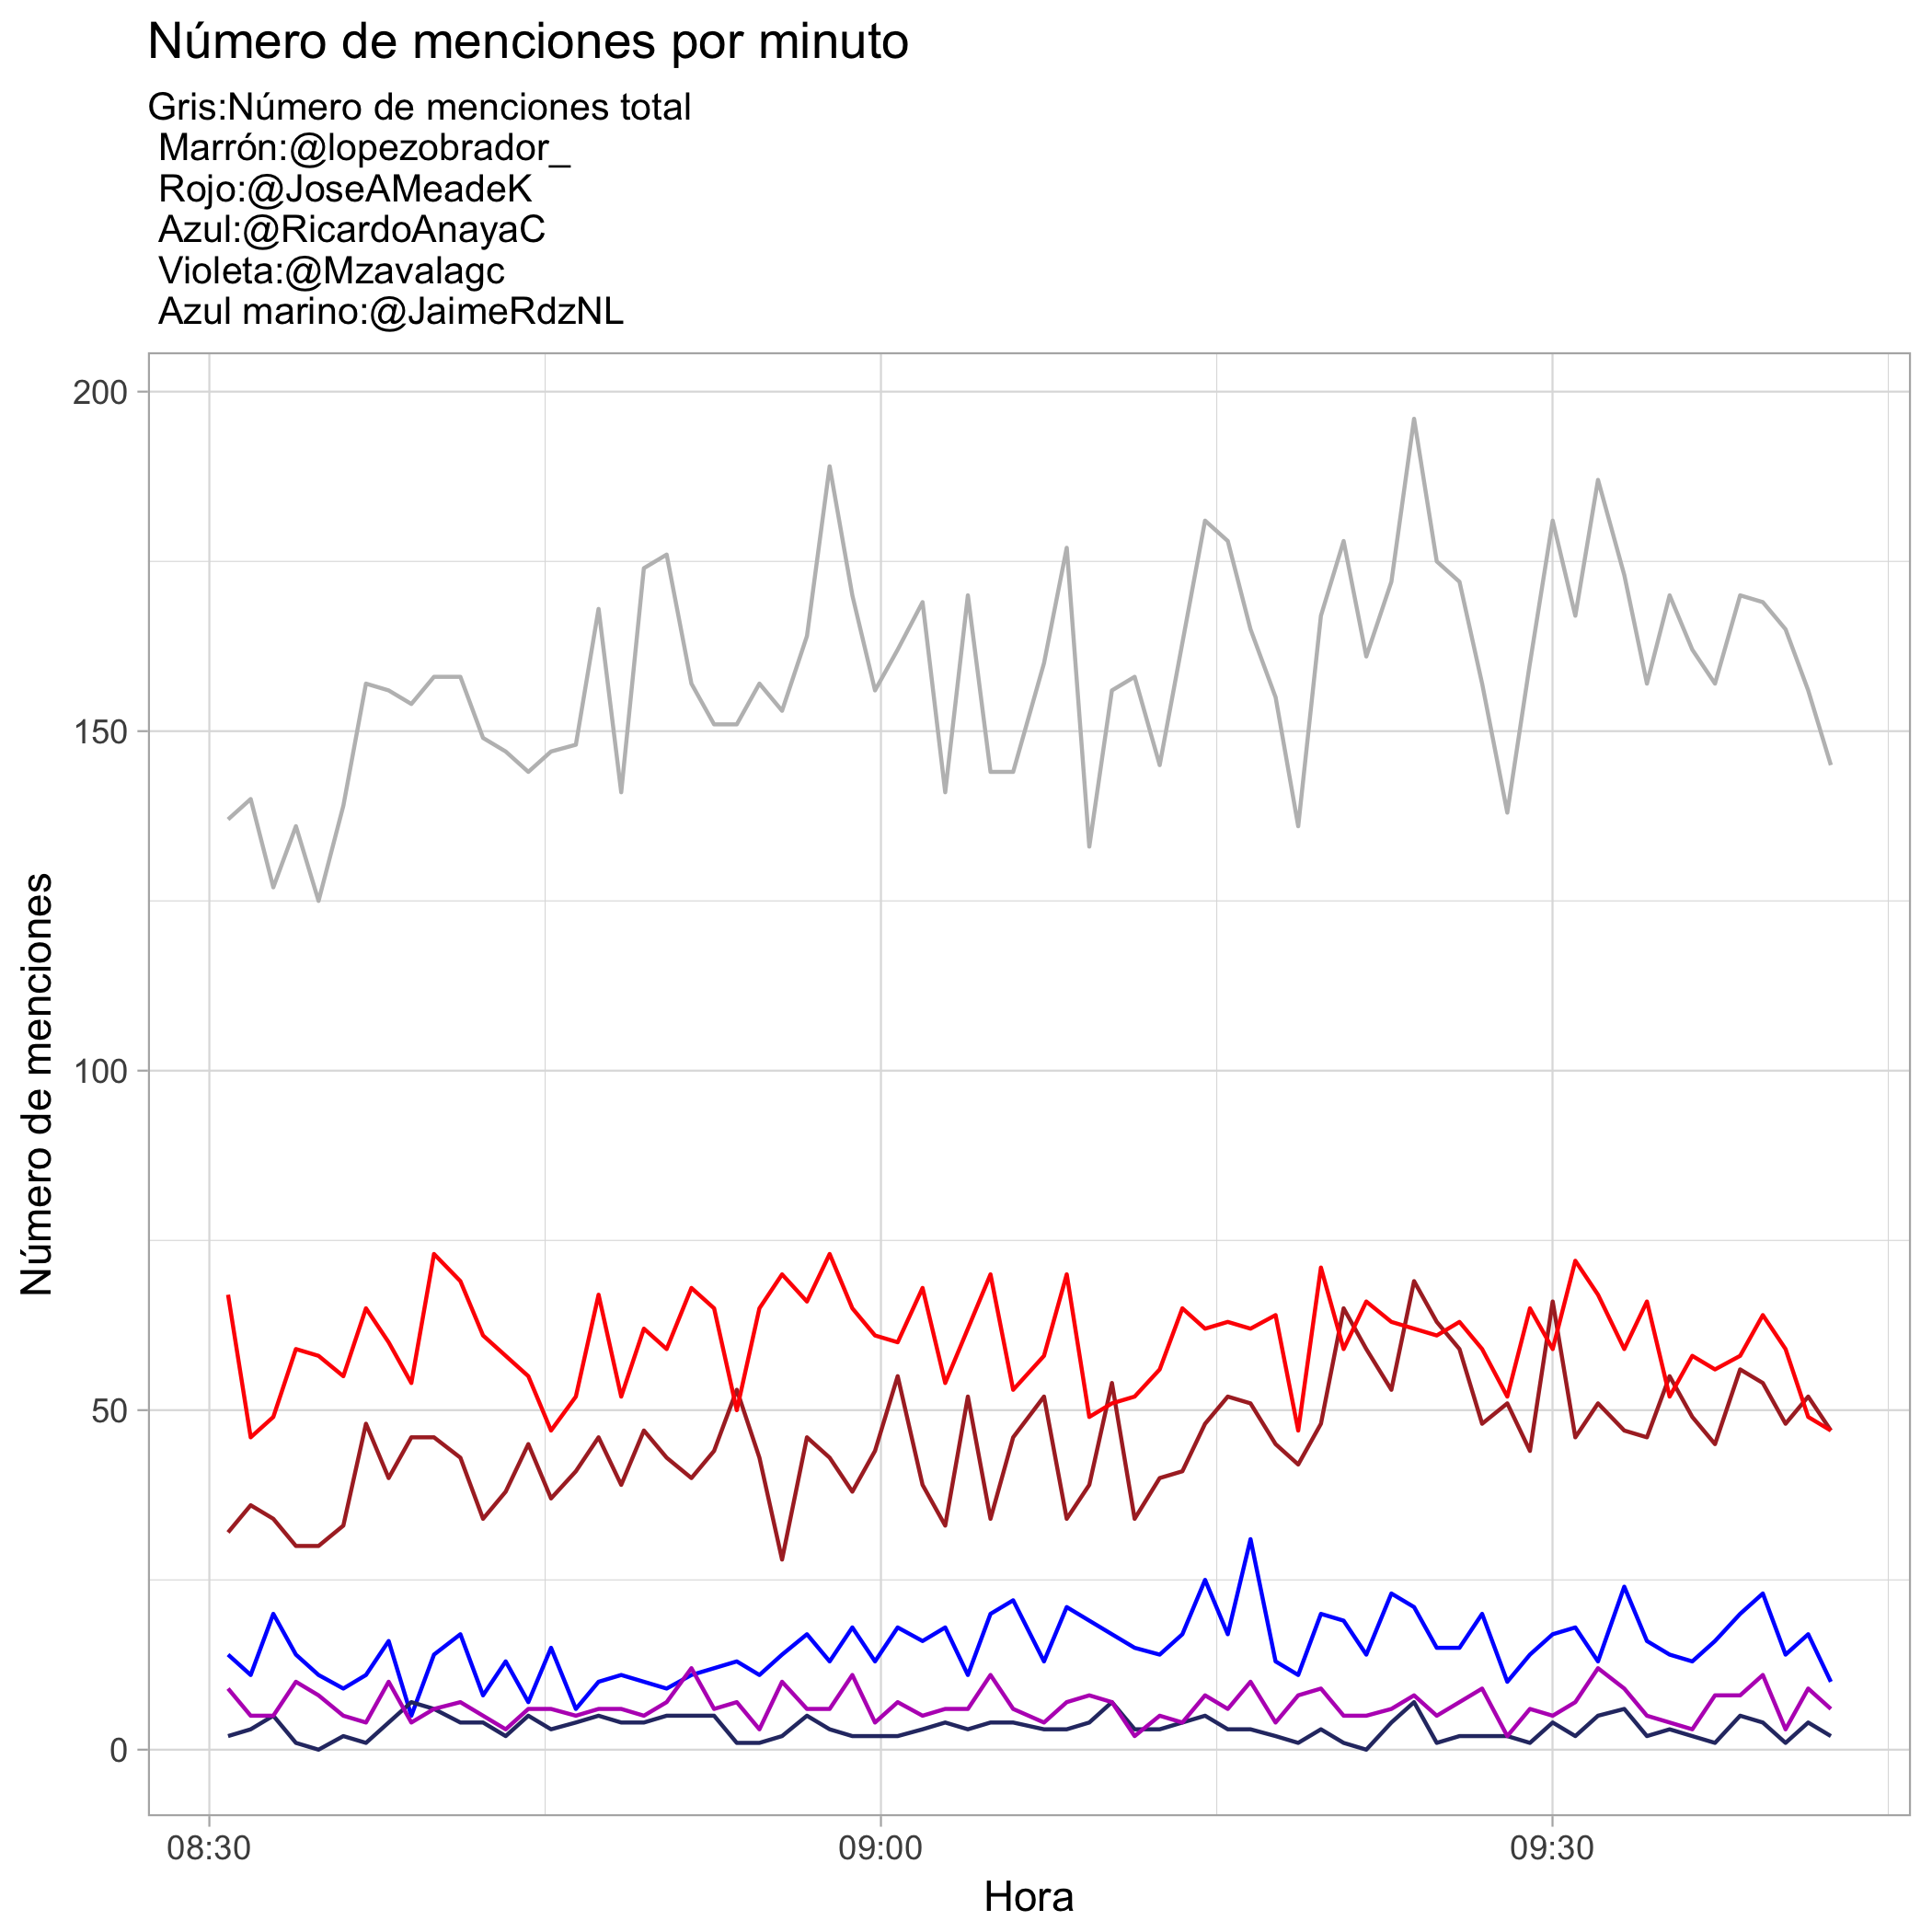 Número de menciones por minuto
Gris:Número de menciones total
Marrón:@lopezobrador_
Rojo:@JoseAMeadeK
Azul:@RicardoAnayaC
Violeta:@Mzavalagc
Azul marino:@JaimeRdzNL
200
150
100
50
0
Número de menciones
08:30
09:00
09:30
Hora